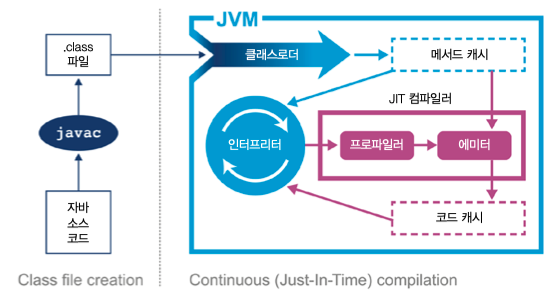 JVM
.class
파일
클래스로더
메서드 캐시
JIT 컴파일러
javac
인터프리터
프로파일러
에미터
자바
소스
코드
코드 캐시
Class file creation
Continuous (Just-In-Time) compilation